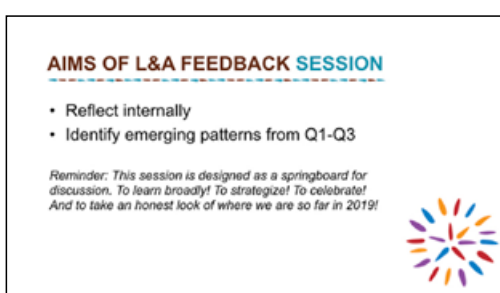 AIMS OF L&A FEEDBACK SESSION
• Reflect internally
• Identify emerging patterns from Q1-Q3
Reminder: This session is designed as a springboard for
discussion. To learn broadly! To strategize! To celebrate!
And to take an honest look of where we are so far in 2019!